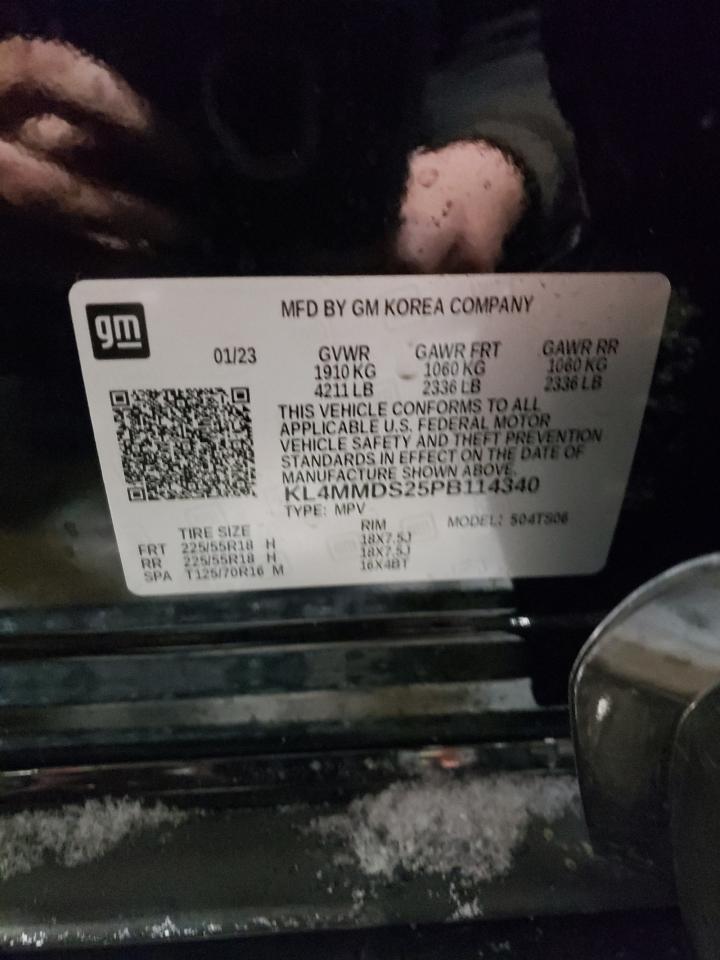 gm
MFD BY GM KOREA COMPANY
01/23 GVWR GAWR FRT GAWR RR
1910 KG 1060 KG 1060 KG
4211 LB 2336 LB 2336 LB
THIS VEHICLE CONFORMS TO ALL
APPLICABLE U.S. FEDERAL MOTOR
VEHICLE SAFETY AND THEFT PREVENTION
STANDARDS IN EFFECT ON THE DATE OF
MANUFACTURE SHOWN ABOVE.
KL4MMDS25PB114340
TYPE: MPV MODEL: 504TS06
TIRE SIZE RIM
FRT 225/55R18 H 18X7.5J
RR 225/55R18 H 18X7.5J
SPA T125/70R16 M 16X4BT